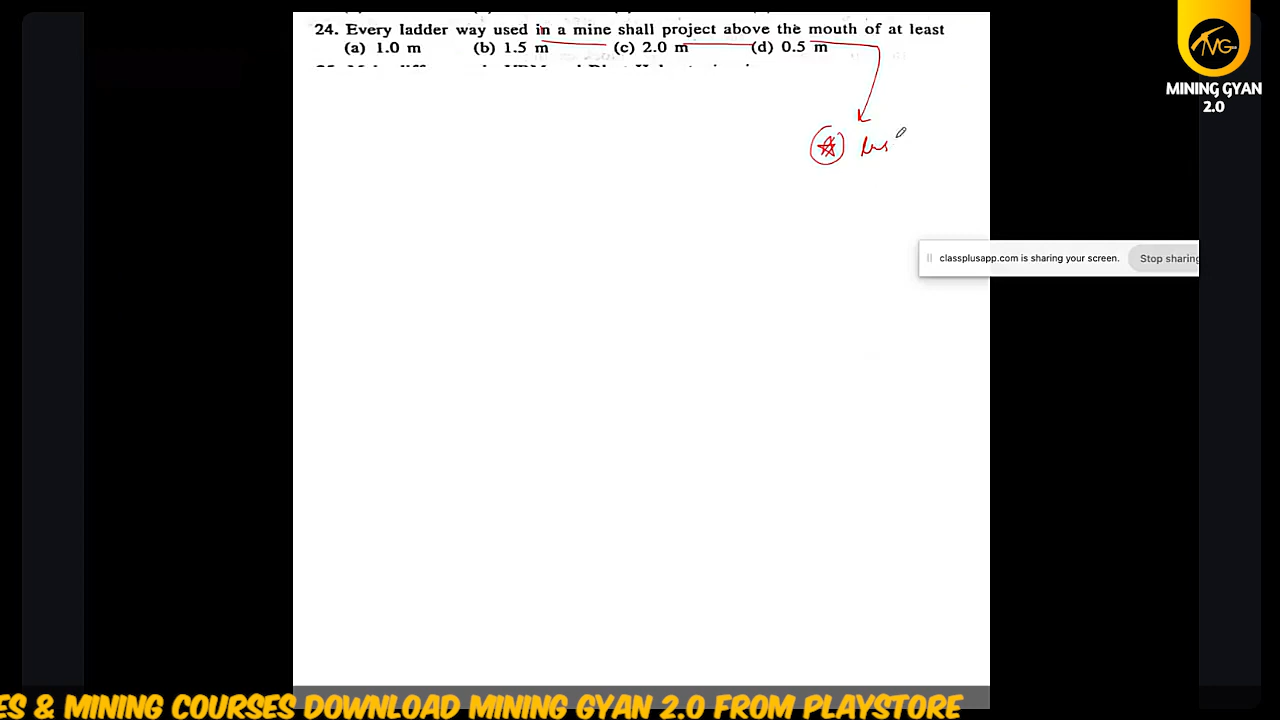 24. Every ladder way used in a mine shall project above the mouth of at least
(a) 1.0 m (b) 1.5 m (c) 2.0 m (d) 0.5 m
MINING GYAN
2.0
classplusapp.com is sharing your screen. Stop sharing
ES & MINING COURSES DOWNLOAD MINING GYAN 2.0 FROM PLAYSTORE